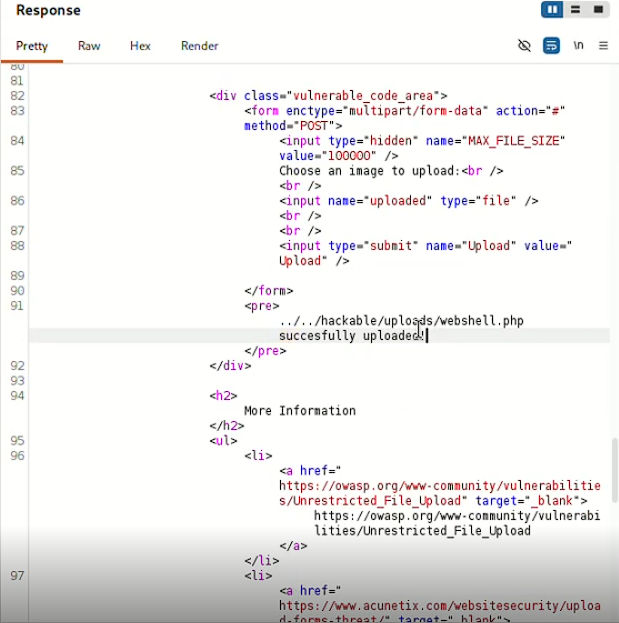 Response
Pretty Raw Hex Render \n
80
81
82 <div class="vulnerable_code_area">
83 <form enctype="multipart/form-data" action="#"
method="POST">
84 <input type="hidden" name="MAX_FILE_SIZE"
value="100000" />
85 Choose an image to upload:<br />
<br />
86 <input name="uploaded" type="file" />
<br />
87 <br />
88 <input type="submit" name="Upload" value="
Upload" />
89
90 </form>
91 <pre>
../../hackable/uploads/webshell.php
succesfully uploaded!
</pre>
92 </div>
93
94 <h2>
More Information
</h2>
95 <ul>
96 <li>
<a href="
https://owasp.org/www-community/vulnerabilitie
s/Unrestricted_File_Upload" target="_blank">
https://owasp.org/www-community/vulnerabi
lities/Unrestricted_File_Upload
</a>
</li>
97 <li>
<a href="
https://www.acunetix.com/websitesecurity/uploa
d-forms-threat/" target="_blank">